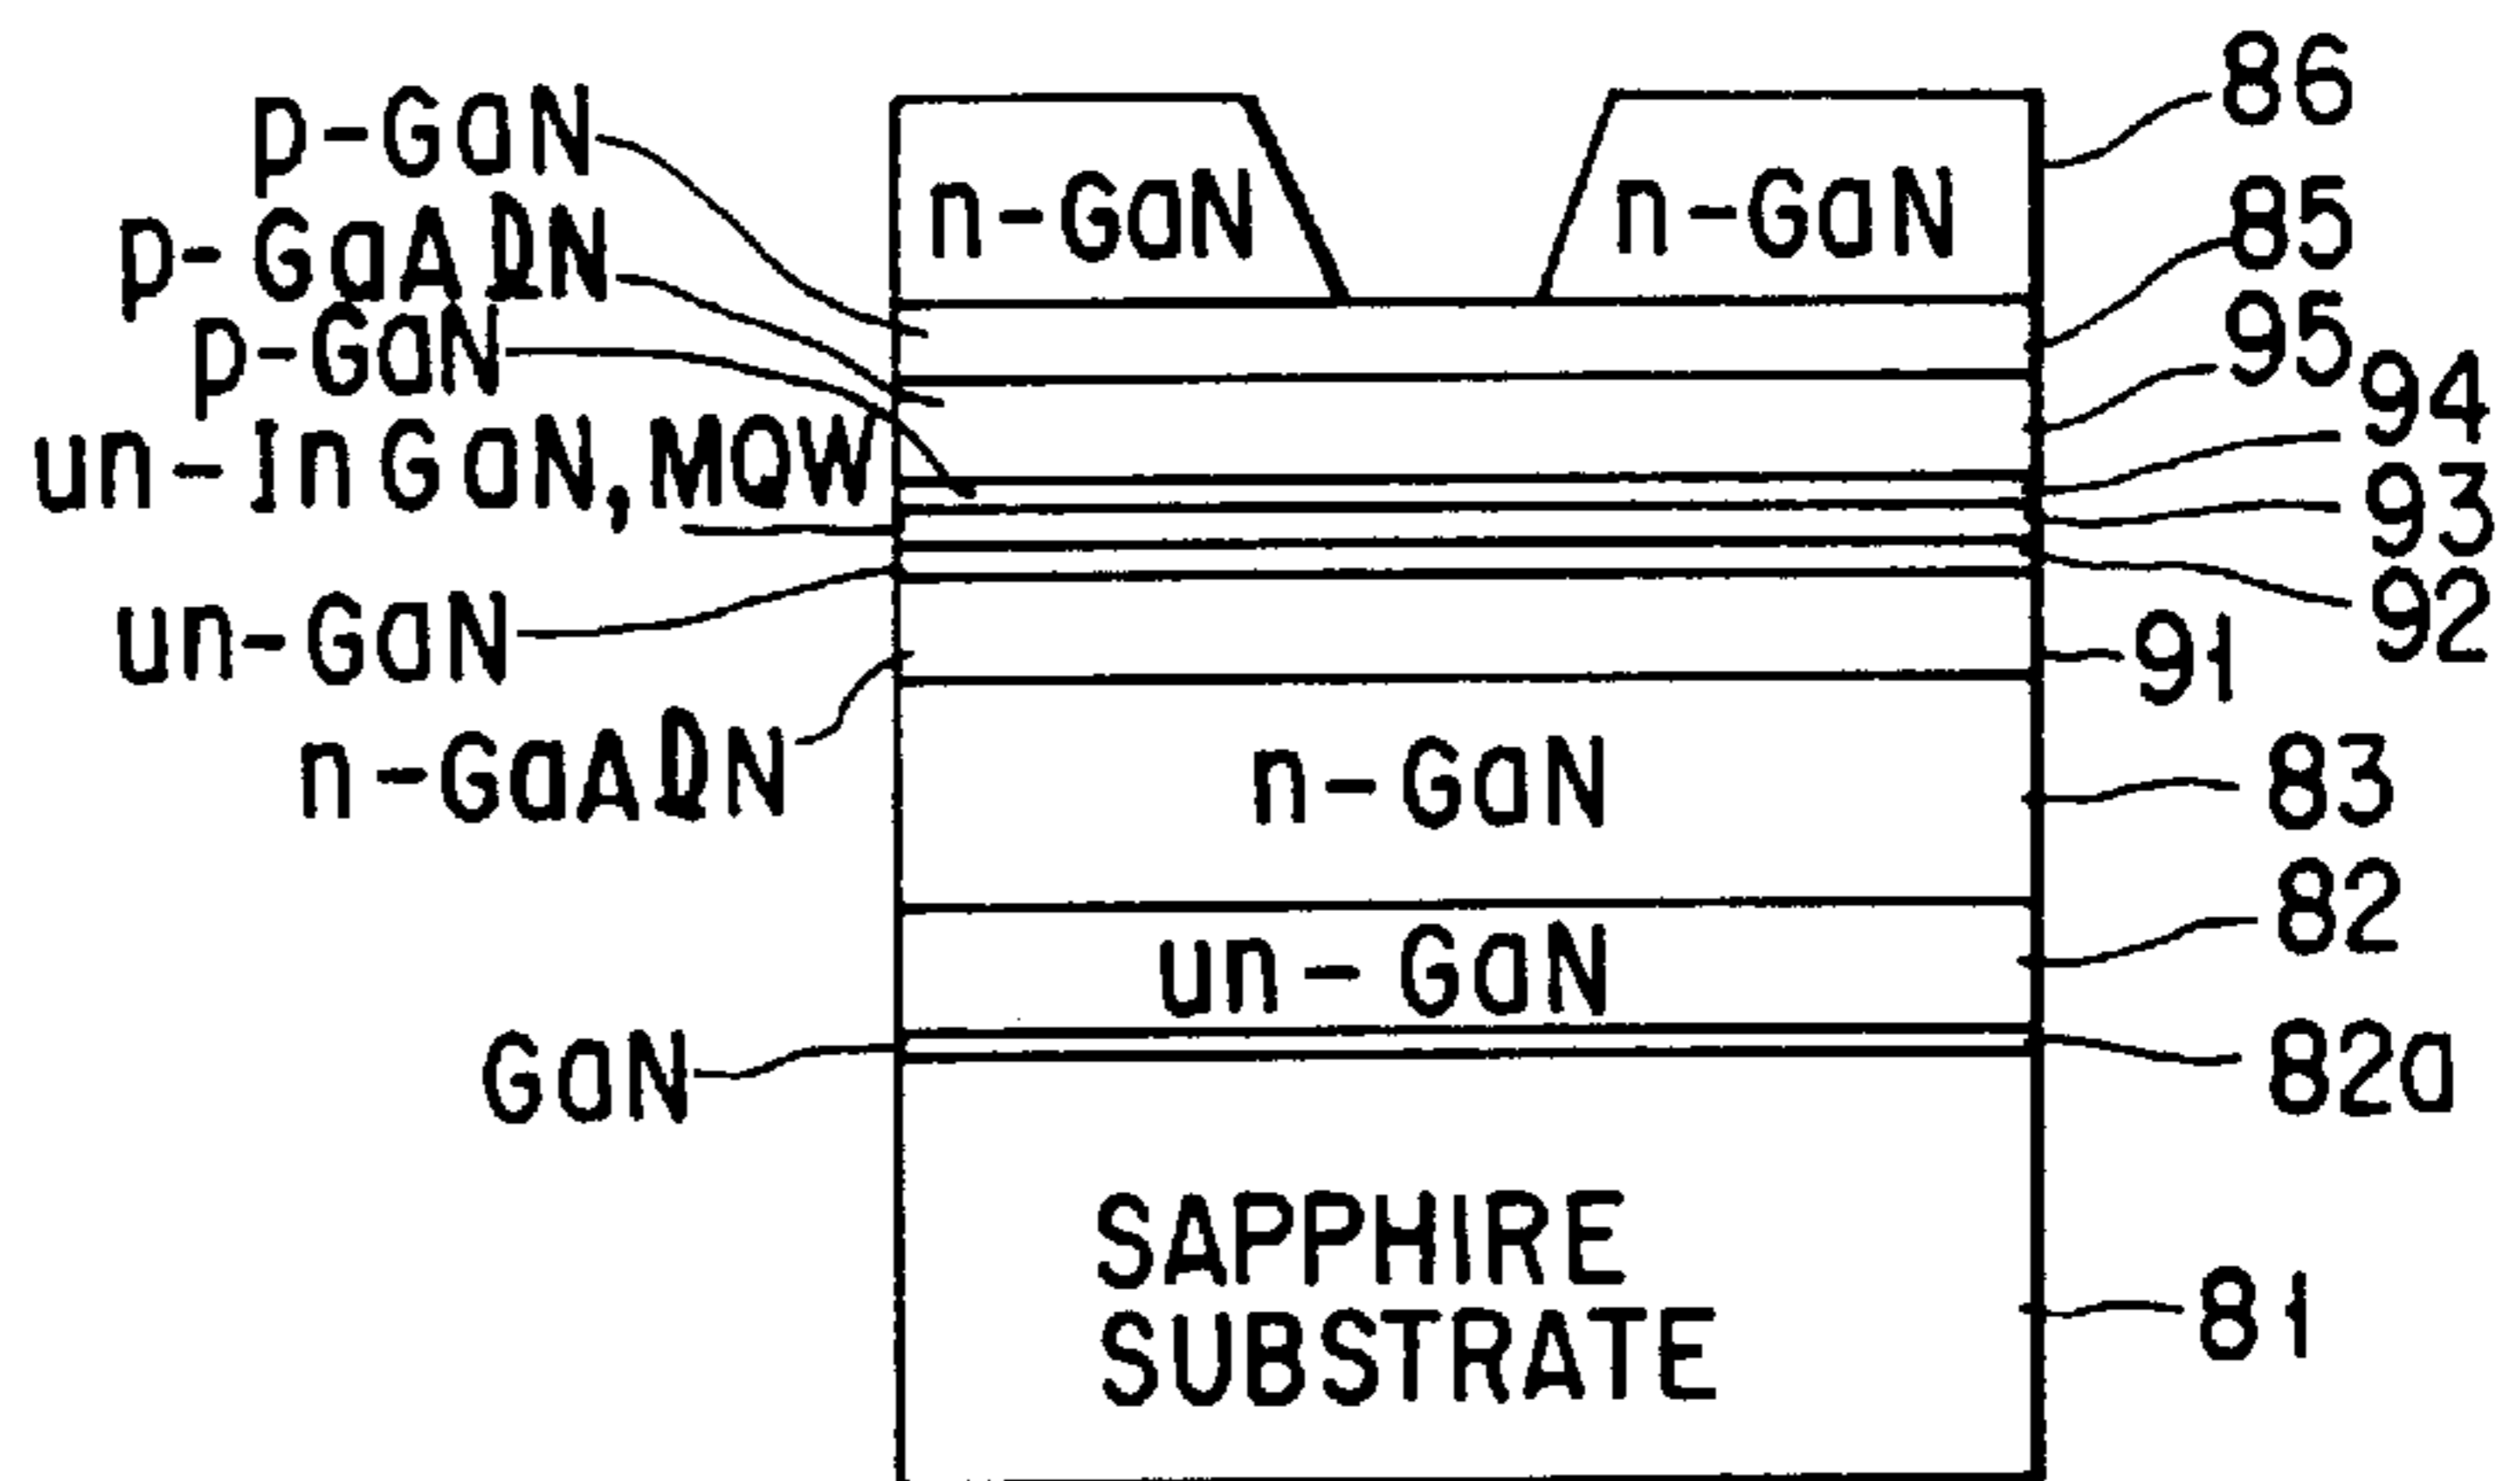 86
p-GaN
n-GaN
n-GaN
85
p-GaAlN
95
p-GaN
94
un-InGaN,MQW
93
92
un-GaN
91
n-GaAlN
n-GaN
83
82
un-GaN
GaN
82a
SAPPHIRE
SUBSTRATE
81